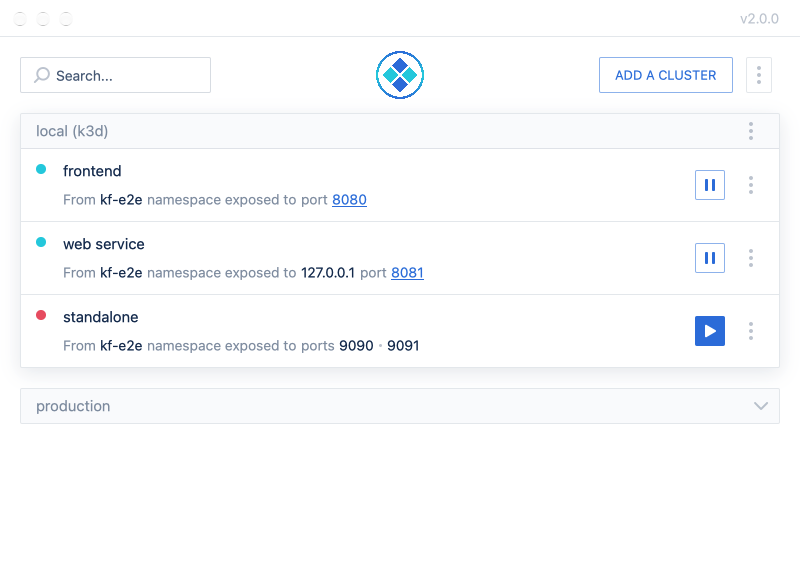 v2.0.0
Search...
ADD A CLUSTER
local (k3d)
frontend
From kf-e2e namespace exposed to port 8080
web service
From kf-e2e namespace exposed to 127.0.0.1 port 8081
standalone
From kf-e2e namespace exposed to ports 9090 • 9091
production